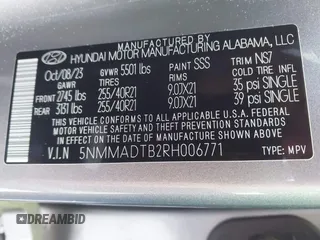 HYUNDAI MOTOR MANUFACTURING ALABAMA, LLC
Oct/08/23 GVWR 5501 lbs PAINT SSS TRIM NS7
GAWR TIRES RIMS COLD TIRE INFL.
FRONT 2745 lbs 255/40R21 9.0JX21 35 psi SINGLE
REAR 3131 lbs 255/40R21 9.0JX21 39 psi SINGLE
THIS VEHICLE CONFORMS TO ALL APPLICABLE U.S.A. FEDERAL
MOTOR VEHICLE SAFETY AND THEFT PREVENTION STANDARDS
IN EFFECT ON THE DATE OF MANUFACTURE SHOWN ABOVE.
V.I.N 5NMMADTB2RH006771 TYPE: MPV
DREAMBID